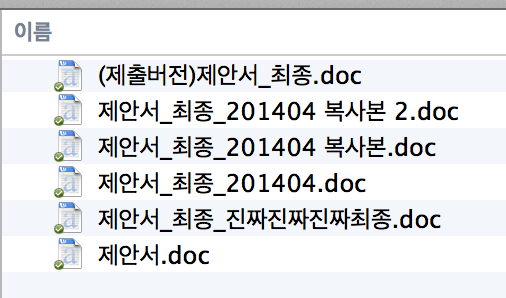 이름
(제출버전)제안서_최종.doc
제안서_최종_201404 복사본 2.doc
제안서_최종_201404 복사본.doc
제안서_최종_201404.doc
제안서_최종_진짜진짜진짜최종.doc
제안서.doc